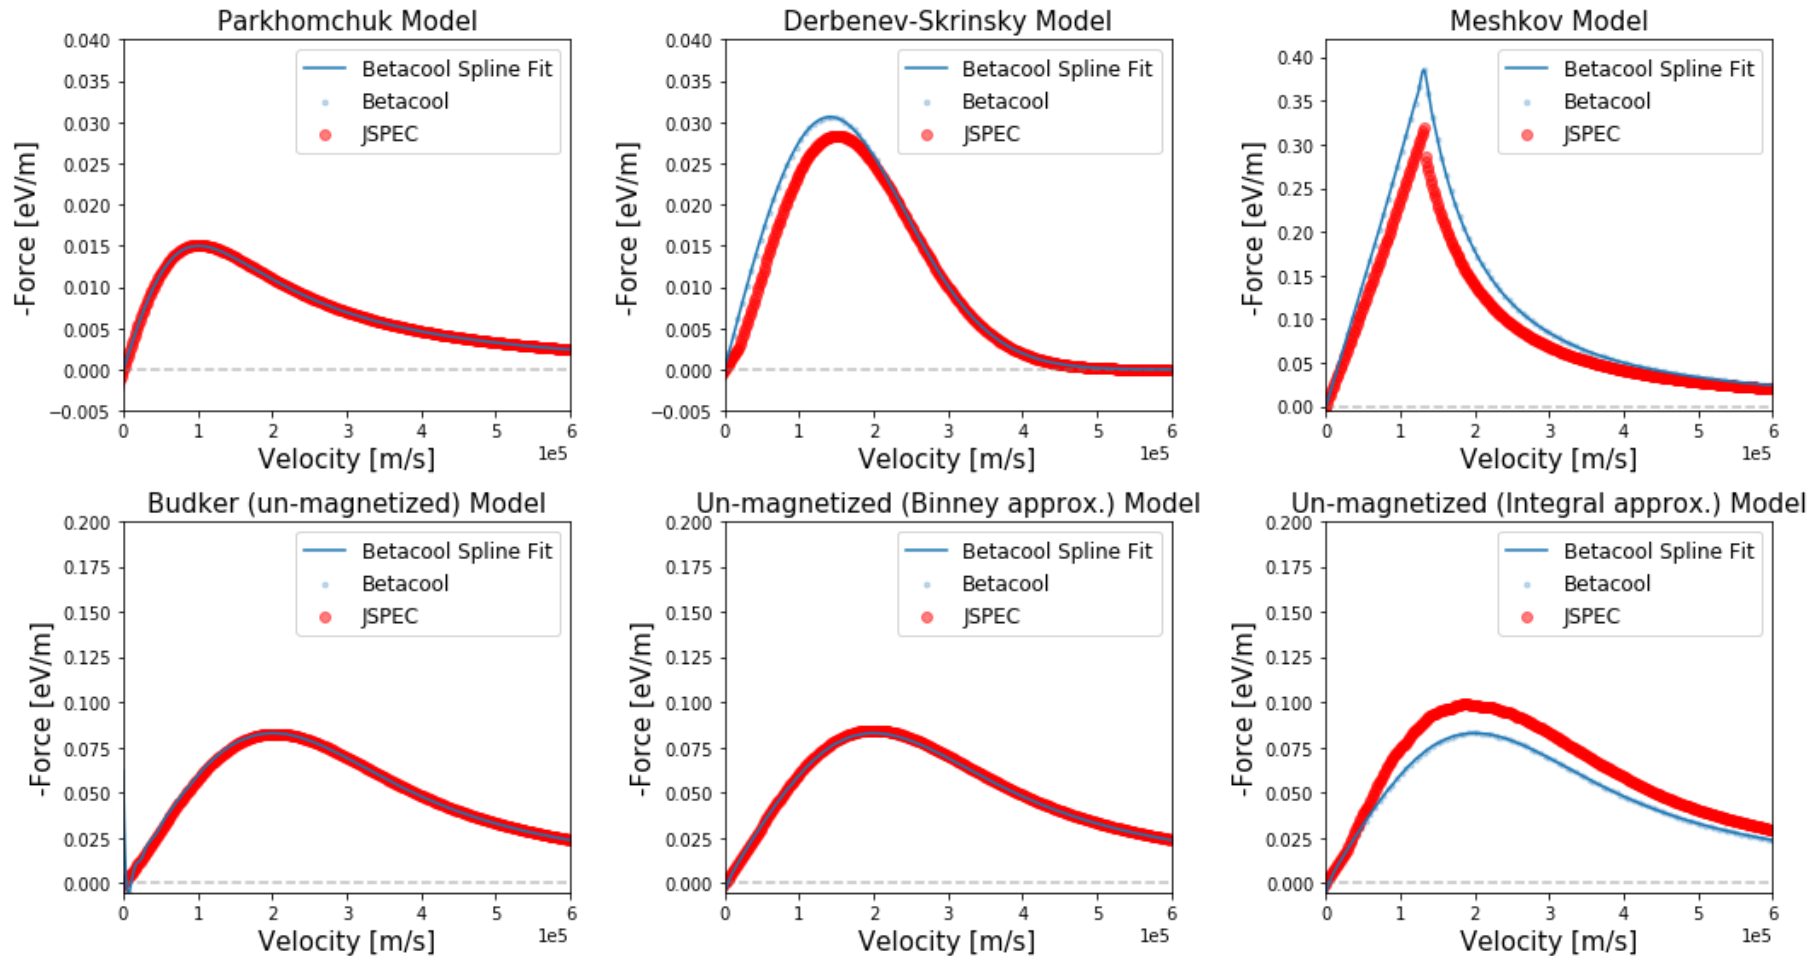 Parkhomchuk Model
Derbenev-Skrinsky Model
Meshkov Model
-Force [eV/m]
0.040
0.035
0.030
0.025
0.020
0.015
0.010
0.005
0.000
−0.005
Betacool Spline Fit
Betacool
JSPEC
0 1 2 3 4 5 6
1e5
Velocity [m/s]
-Force [eV/m]
0.040
0.035
0.030
0.025
0.020
0.015
0.010
0.005
0.000
−0.005
Betacool Spline Fit
Betacool
JSPEC
0 1 2 3 4 5 6
1e5
Velocity [m/s]
-Force [eV/m]
0.40
0.35
0.30
0.25
0.20
0.15
0.10
0.05
0.00
Betacool Spline Fit
Betacool
JSPEC
0 1 2 3 4 5 6
1e5
Velocity [m/s]
Budker (un-magnetized) Model
Un-magnetized (Binney approx.) Model
Un-magnetized (Integral approx.) Model
-Force [eV/m]
0.200
0.175
0.150
0.125
0.100
0.075
0.050
0.025
0.000
Betacool Spline Fit
Betacool
JSPEC
0 1 2 3 4 5 6
1e5
Velocity [m/s]
-Force [eV/m]
0.200
0.175
0.150
0.125
0.100
0.075
0.050
0.025
0.000
Betacool Spline Fit
Betacool
JSPEC
0 1 2 3 4 5 6
1e5
Velocity [m/s]
-Force [eV/m]
0.200
0.175
0.150
0.125
0.100
0.075
0.050
0.025
0.000
Betacool Spline Fit
Betacool
JSPEC
0 1 2 3 4 5 6
1e5
Velocity [m/s]